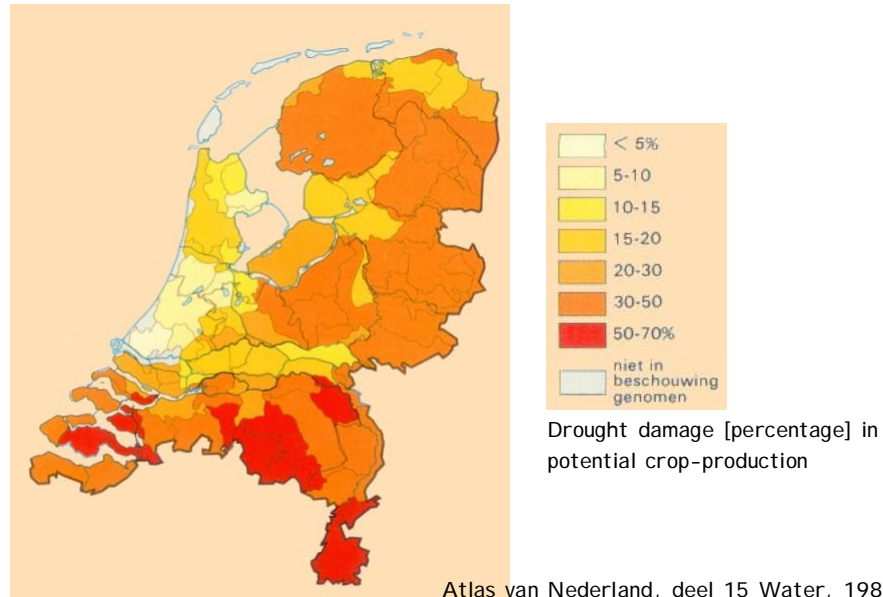 < 5%
5-10
10-15
15-20
20-30
30-50
50-70%
niet in
beschouwing
genomen
Drought damage [percentage] in
potential crop-production
Atlas van Nederland, deel 15 Water, 198